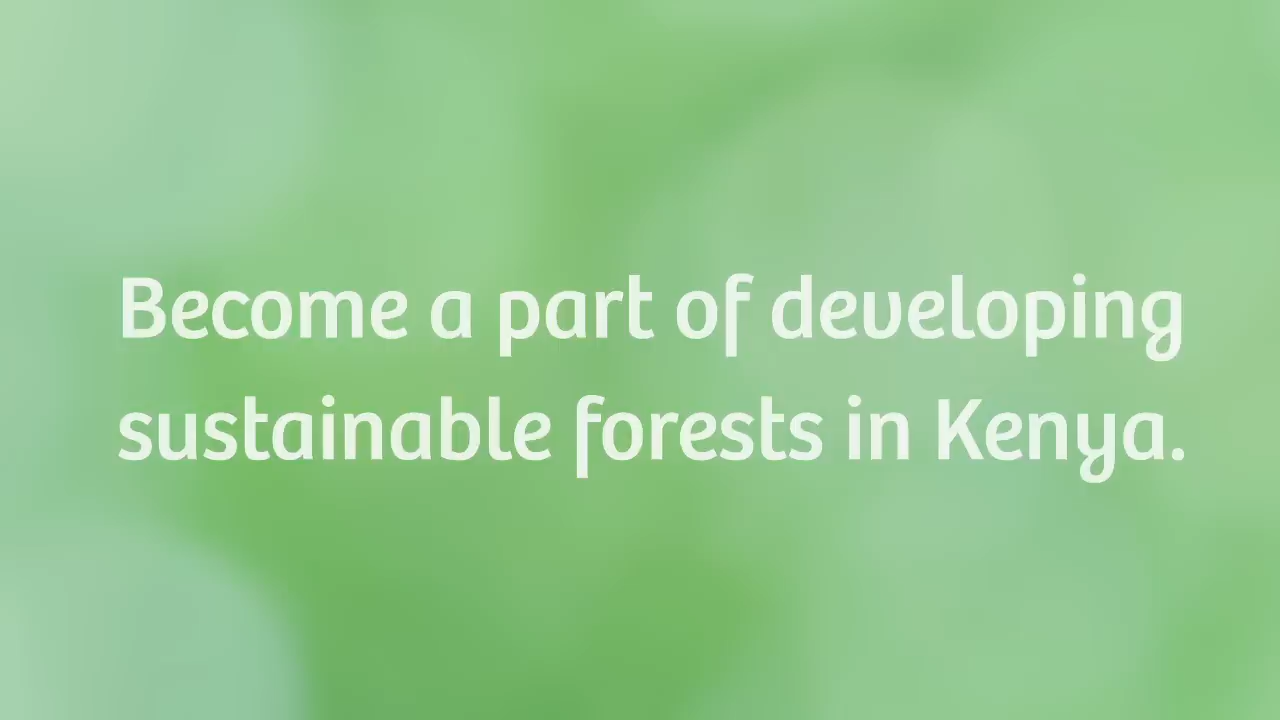 Become a part of developing
sustainable forests in Kenya.